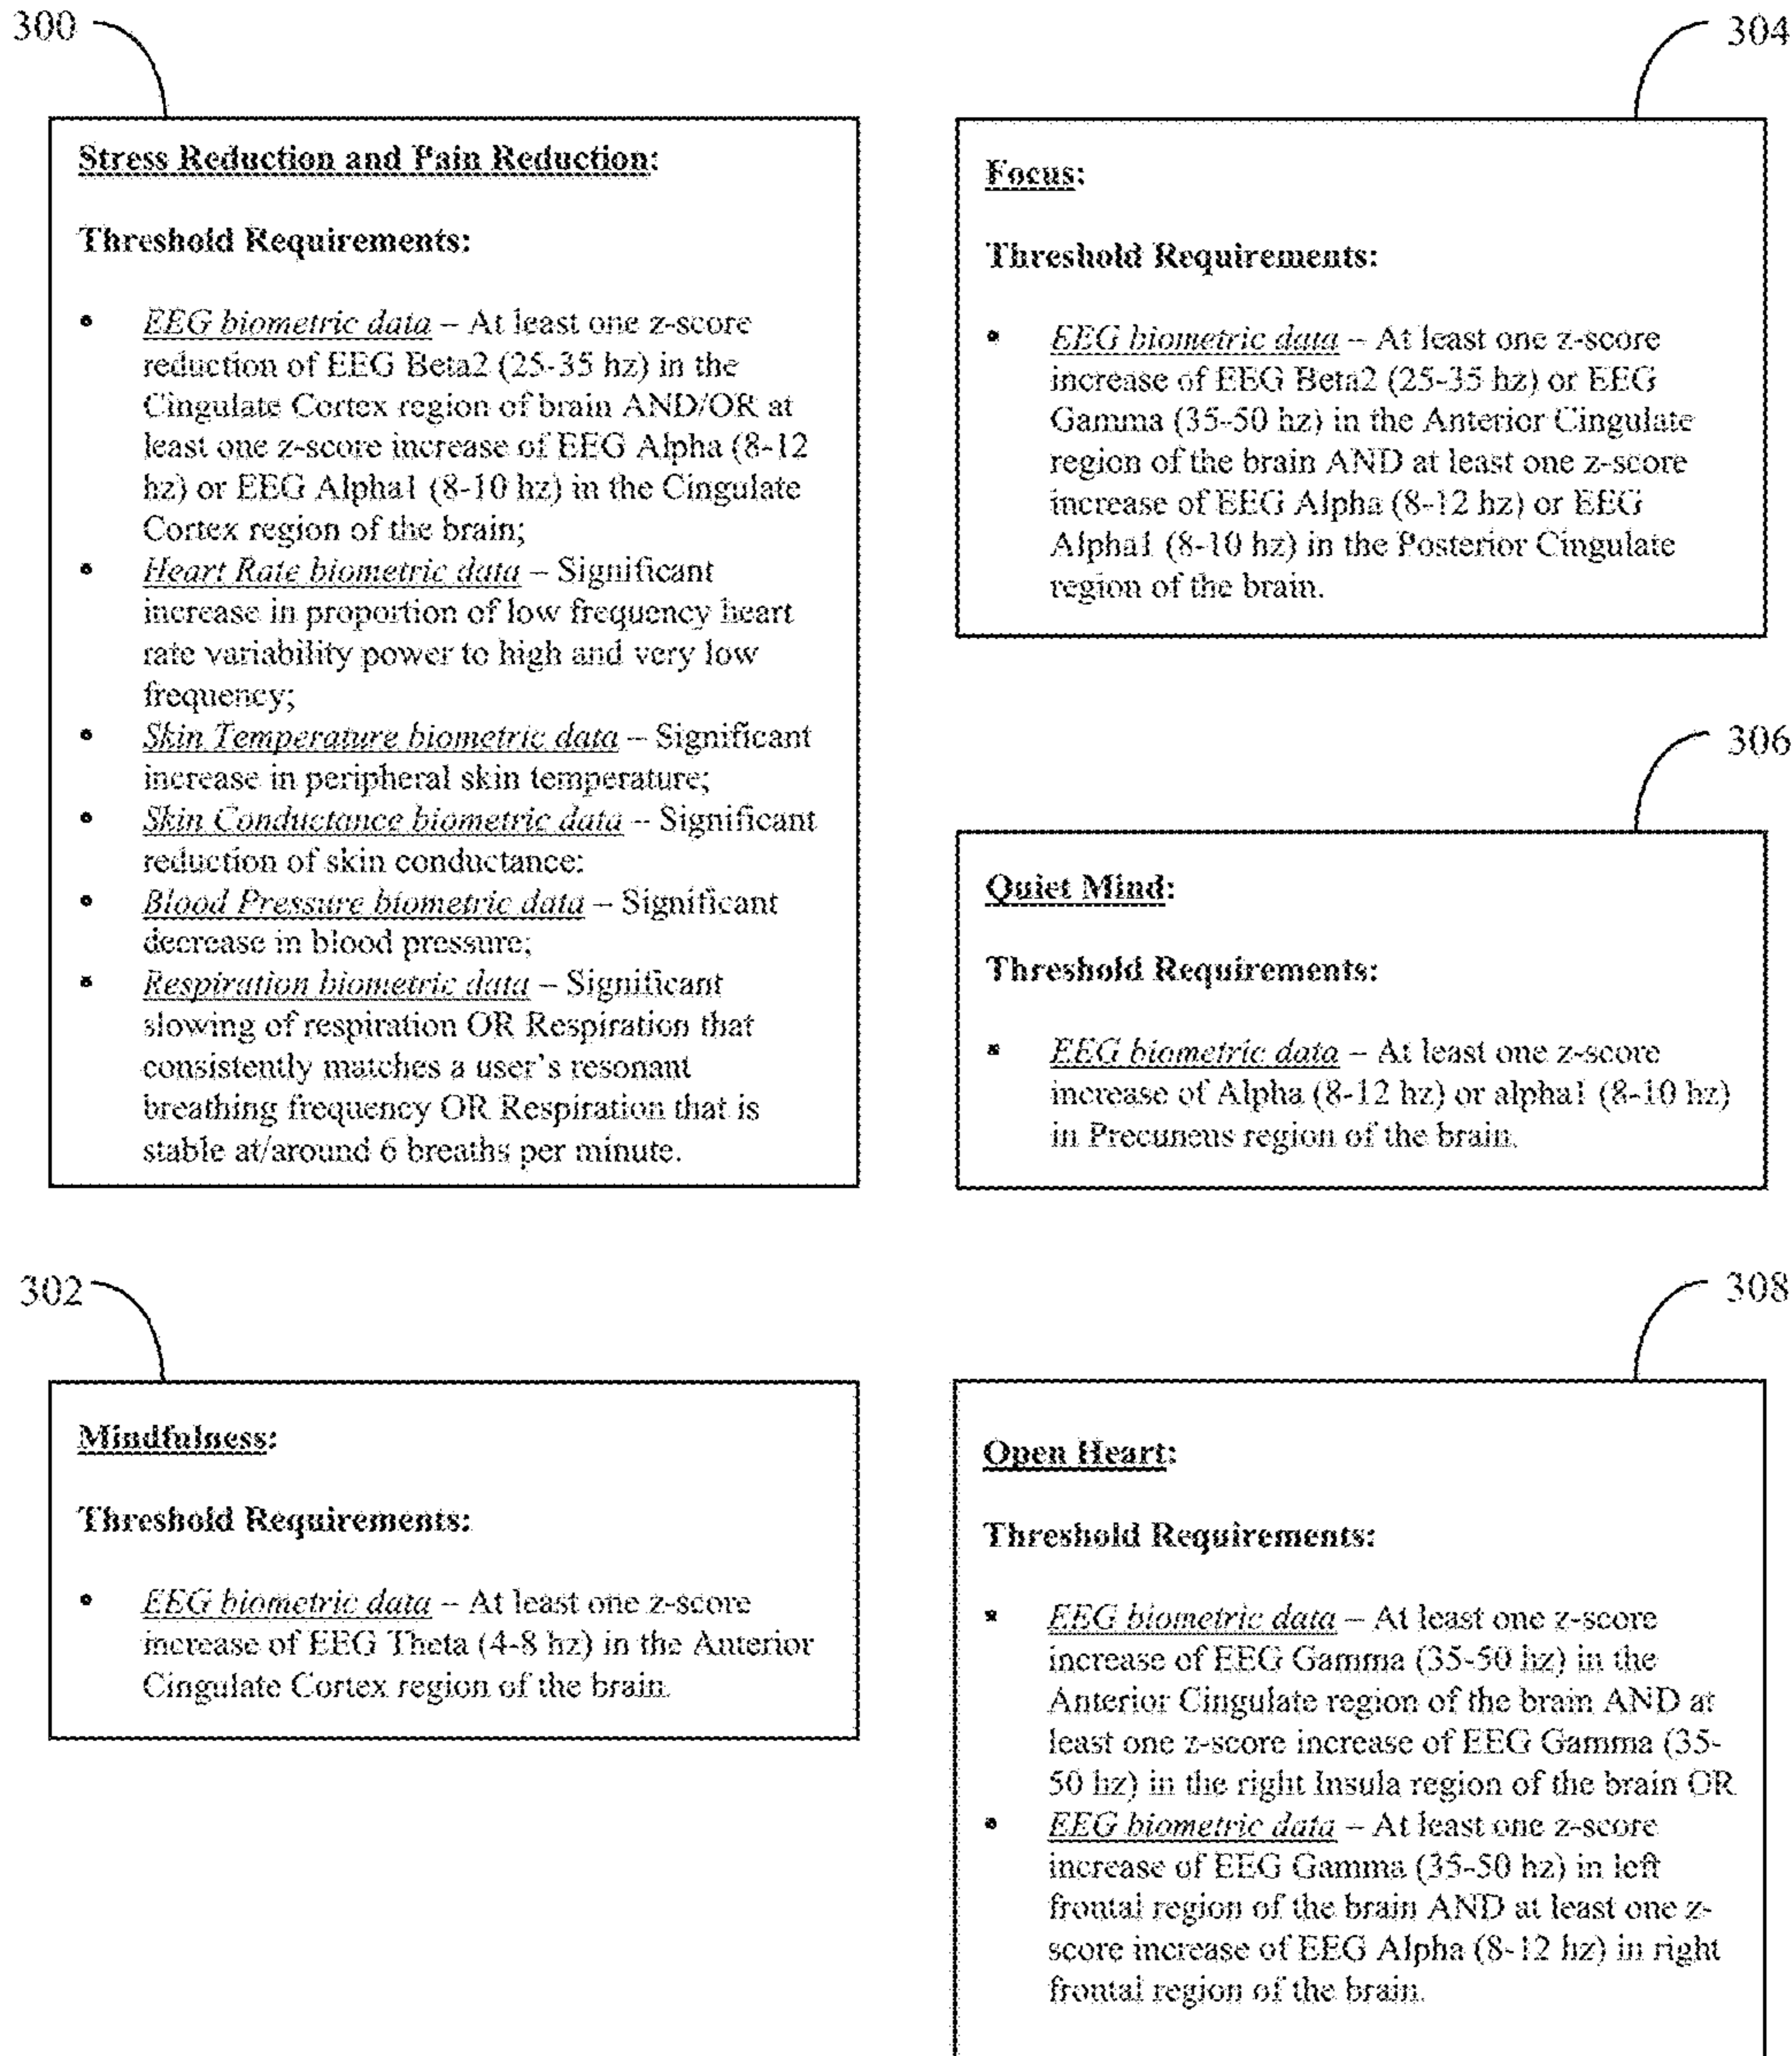 300
Stress Reduction and Pain Reduction:
Threshold Requirements:
• EEG biometric data – At least one z-score
reduction of EEG Beta2 (25-35 hz) in the
Cingulate Cortex region of brain AND/OR at
least one z-score increase of EEG Alpha (8-12
hz) or EEG Alpha1 (8-10 hz) in the Cingulate
Cortex region of the brain;
• Heart Rate biometric data – Significant
increase in proportion of low frequency heart
rate variability power to high and very low
frequency;
• Skin Temperature biometric data – Significant
increase in peripheral skin temperature;
• Skin Conductance biometric data – Significant
reduction of skin conductance:
• Blood Pressure biometric data – Significant
decrease in blood pressure;
• Respiration biometric data – Significant
slowing of respiration OR Respiration that
consistently matches a user's resonant
breathing frequency OR Respiration that is
stable at/around 6 breaths per minute.
302
Mindfulness:
Threshold Requirements:
• EEG biometric data – At least one z-score
increase of EEG Theta (4-8 hz) in the Anterior
Cingulate Cortex region of the brain.
304
Focus:
Threshold Requirements:
• EEG biometric data – At least one z-score
increase of EEG Beta2 (25-35 hz) or EEG
Gamma (35-50 hz) in the Anterior Cingulate
region of the brain AND at least one z-score
increase of EEG Alpha (8-12 hz) or EEG
Alpha1 (8-10 hz) in the Posterior Cingulate
region of the brain.
306
Quiet Mind:
Threshold Requirements:
• EEG biometric data – At least one z-score
increase of Alpha (8-12 hz) or alpha1 (8-10 hz)
in Precuneus region of the brain.
308
Open Heart:
Threshold Requirements:
• EEG biometric data – At least one z-score
increase of EEG Gamma (35-50 hz) in the
Anterior Cingulate region of the brain AND at
least one z-score increase of EEG Gamma (35-
50 hz) in the right Insula region of the brain OR
• EEG biometric data – At least one z-score
increase of EEG Gamma (35-50 hz) in left
frontal region of the brain AND at least one z-
score increase of EEG Alpha (8-12 hz) in right
frontal region of the brain.